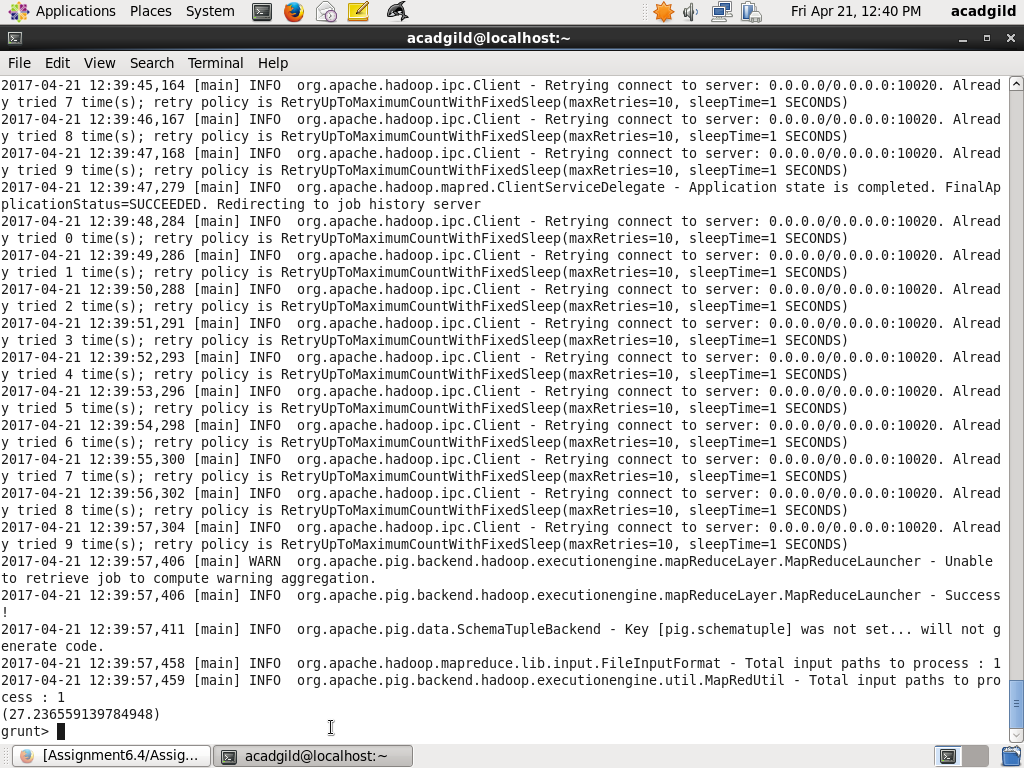 Applications Places System Fri Apr 21, 12:40 PM acadgild
acadgild@localhost:~
File Edit View Search Terminal Help
2017-04-21 12:39:45,164 [main] INFO  org.apache.hadoop.ipc.Client - Retrying connect to server: 0.0.0.0/0.0.0.0:10020. Alread
y tried 7 time(s); retry policy is RetryUpToMaximumCountWithFixedSleep(maxRetries=10, sleepTime=1 SECONDS)
2017-04-21 12:39:46,167 [main] INFO  org.apache.hadoop.ipc.Client - Retrying connect to server: 0.0.0.0/0.0.0.0:10020. Alread
y tried 8 time(s); retry policy is RetryUpToMaximumCountWithFixedSleep(maxRetries=10, sleepTime=1 SECONDS)
2017-04-21 12:39:47,168 [main] INFO  org.apache.hadoop.ipc.Client - Retrying connect to server: 0.0.0.0/0.0.0.0:10020. Alread
y tried 9 time(s); retry policy is RetryUpToMaximumCountWithFixedSleep(maxRetries=10, sleepTime=1 SECONDS)
2017-04-21 12:39:47,279 [main] INFO  org.apache.hadoop.mapred.ClientServiceDelegate - Application state is completed. FinalAp
plicationStatus=SUCCEEDED. Redirecting to job history server
2017-04-21 12:39:48,284 [main] INFO  org.apache.hadoop.ipc.Client - Retrying connect to server: 0.0.0.0/0.0.0.0:10020. Alread
y tried 0 time(s); retry policy is RetryUpToMaximumCountWithFixedSleep(maxRetries=10, sleepTime=1 SECONDS)
2017-04-21 12:39:49,286 [main] INFO  org.apache.hadoop.ipc.Client - Retrying connect to server: 0.0.0.0/0.0.0.0:10020. Alread
y tried 1 time(s); retry policy is RetryUpToMaximumCountWithFixedSleep(maxRetries=10, sleepTime=1 SECONDS)
2017-04-21 12:39:50,288 [main] INFO  org.apache.hadoop.ipc.Client - Retrying connect to server: 0.0.0.0/0.0.0.0:10020. Alread
y tried 2 time(s); retry policy is RetryUpToMaximumCountWithFixedSleep(maxRetries=10, sleepTime=1 SECONDS)
2017-04-21 12:39:51,291 [main] INFO  org.apache.hadoop.ipc.Client - Retrying connect to server: 0.0.0.0/0.0.0.0:10020. Alread
y tried 3 time(s); retry policy is RetryUpToMaximumCountWithFixedSleep(maxRetries=10, sleepTime=1 SECONDS)
2017-04-21 12:39:52,293 [main] INFO  org.apache.hadoop.ipc.Client - Retrying connect to server: 0.0.0.0/0.0.0.0:10020. Alread
y tried 4 time(s); retry policy is RetryUpToMaximumCountWithFixedSleep(maxRetries=10, sleepTime=1 SECONDS)
2017-04-21 12:39:53,296 [main] INFO  org.apache.hadoop.ipc.Client - Retrying connect to server: 0.0.0.0/0.0.0.0:10020. Alread
y tried 5 time(s); retry policy is RetryUpToMaximumCountWithFixedSleep(maxRetries=10, sleepTime=1 SECONDS)
2017-04-21 12:39:54,298 [main] INFO  org.apache.hadoop.ipc.Client - Retrying connect to server: 0.0.0.0/0.0.0.0:10020. Alread
y tried 6 time(s); retry policy is RetryUpToMaximumCountWithFixedSleep(maxRetries=10, sleepTime=1 SECONDS)
2017-04-21 12:39:55,300 [main] INFO  org.apache.hadoop.ipc.Client - Retrying connect to server: 0.0.0.0/0.0.0.0:10020. Alread
y tried 7 time(s); retry policy is RetryUpToMaximumCountWithFixedSleep(maxRetries=10, sleepTime=1 SECONDS)
2017-04-21 12:39:56,302 [main] INFO  org.apache.hadoop.ipc.Client - Retrying connect to server: 0.0.0.0/0.0.0.0:10020. Alread
y tried 8 time(s); retry policy is RetryUpToMaximumCountWithFixedSleep(maxRetries=10, sleepTime=1 SECONDS)
2017-04-21 12:39:57,304 [main] INFO  org.apache.hadoop.ipc.Client - Retrying connect to server: 0.0.0.0/0.0.0.0:10020. Alread
y tried 9 time(s); retry policy is RetryUpToMaximumCountWithFixedSleep(maxRetries=10, sleepTime=1 SECONDS)
2017-04-21 12:39:57,406 [main] WARN  org.apache.pig.backend.hadoop.executionengine.mapReduceLayer.MapReduceLauncher - Unable
to retrieve job to compute warning aggregation.
2017-04-21 12:39:57,406 [main] INFO  org.apache.pig.backend.hadoop.executionengine.mapReduceLayer.MapReduceLauncher - Success
!
2017-04-21 12:39:57,411 [main] INFO  org.apache.pig.data.SchemaTupleBackend - Key [pig.schematuple] was not set... will not g
enerate code.
2017-04-21 12:39:57,458 [main] INFO  org.apache.hadoop.mapreduce.lib.input.FileInputFormat - Total input paths to process : 1
2017-04-21 12:39:57,459 [main] INFO  org.apache.pig.backend.hadoop.executionengine.util.MapRedUtil - Total input paths to pro
cess : 1
(27.236559139784948)
grunt>
[Assignment6.4/Assig... acadgild@localhost:~